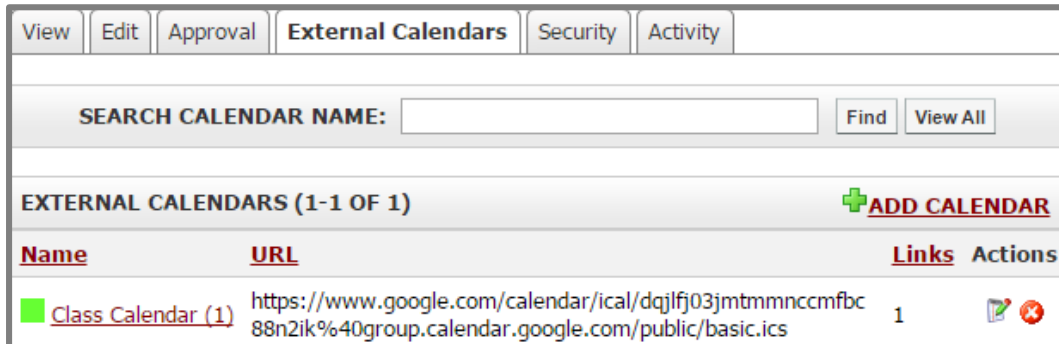 View Edit Approval External Calendars Security Activity
SEARCH CALENDAR NAME: Find View All
EXTERNAL CALENDARS (1-1 OF 1) ADD CALENDAR
Name URL Links Actions
Class Calendar (1) https://www.google.com/calendar/ical/dqjlfj03jmtmmnccmfbc 1
88n2ik%40group.calendar.google.com/public/basic.ics